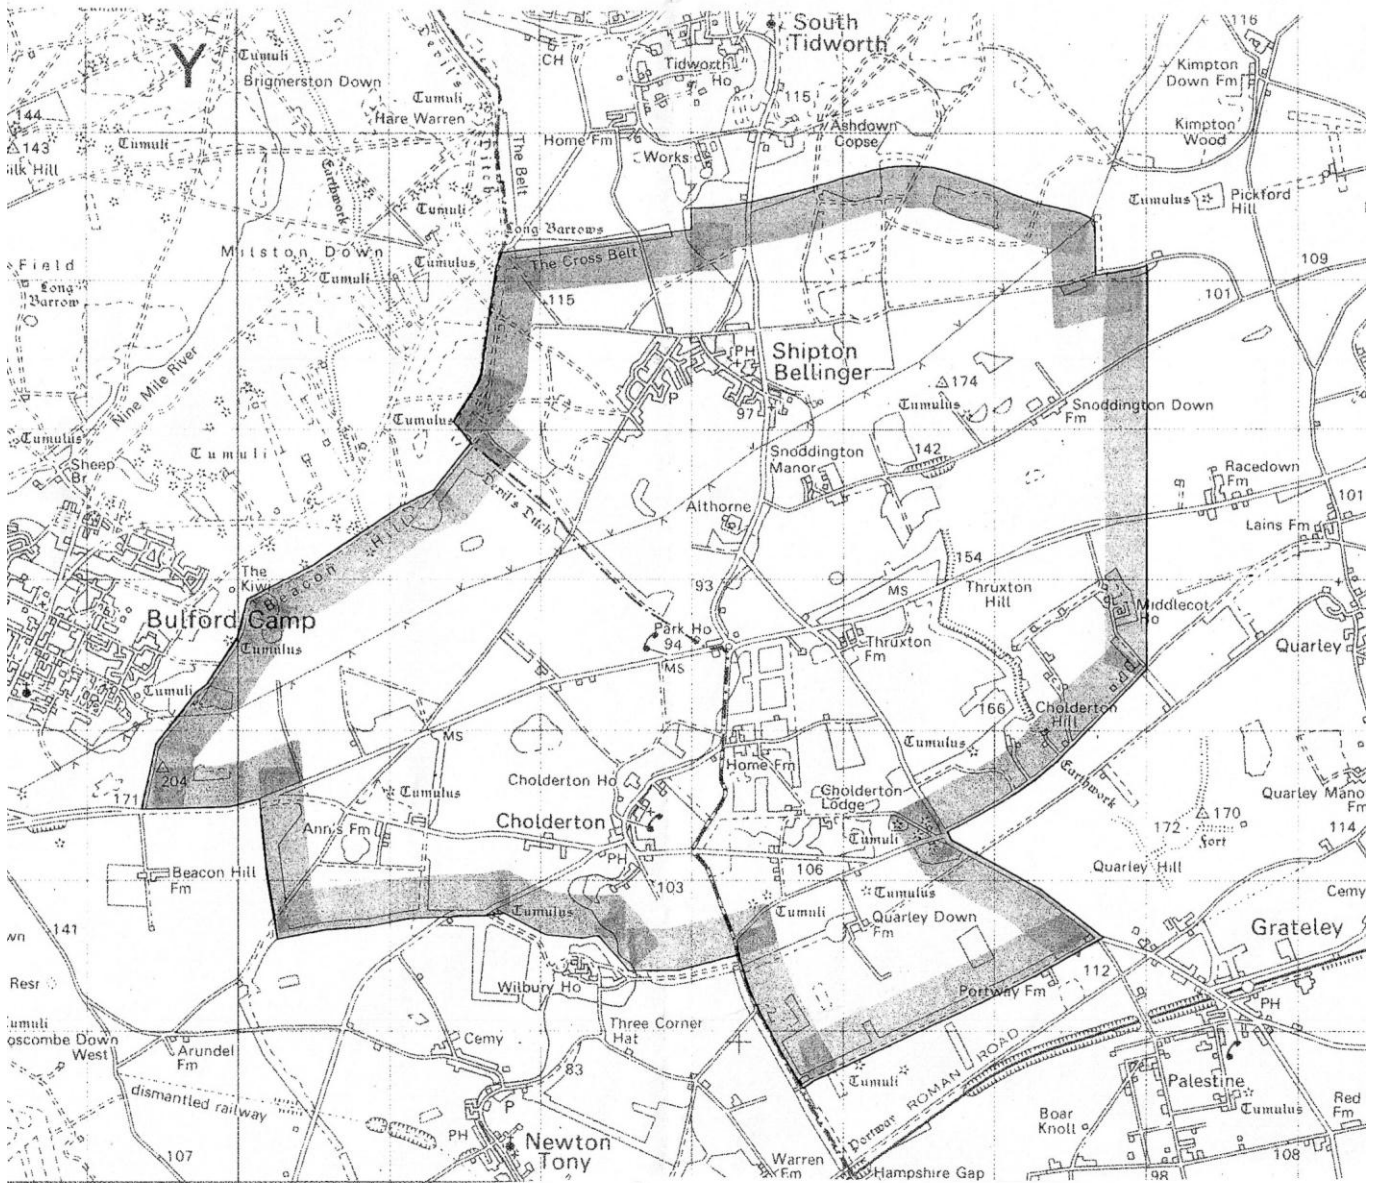 Y
Tumuli
Brigmerston Down
Devil's
Tumuli
Hare Warren
Ditch
The Belt
CH
Tidworth
Ho
South
Tidworth
116
Kimpton
Down Fm
Kimpton
Wood
144
143
ilk Hill
Tumuli
Earthwork
Home Fm
Works
115
Ashdown
Copse
Tumuli
Tumulus
Pickford
Hill
Field
Long
Barrow
Milston Down
Tumuli
Tumulus
Long Barrows
The Cross Belt
115
109
101
Nine Mile River
Shipton
Bellinger
PH
P
97
174
Tumulus
Snoddington Down
Fm
Tumulus
Tumulus
Sheep
Br
Tumuli
Devil's Ditch
Snoddington
Manor
142
Racedown
Fm
101
Lains Fm
Althorne
Beacon Hill
The
Kiwi
Bulford Camp
Tumulus
93
154
MS
Thruxton
Hill
Middlecot
Ho
Park Ho
94
MS
Thruxton
Fm
Quarley
Tumuli
166
Cholderton
Hill
Tumulus
MS
204
171
Cholderton Ho
Home Fm
Cholderton
Lodge
Earthwork
Quarley Mano
Fm
Tumulus
Ann's Fm
Cholderton
PH
Tumuli
172
170
Fort
114
Quarley Hill
Beacon Hill
Fm
103
106
Tumulus
Cemy
Tumulus
Tumuli
Quarley Down
Fm
Grateley
wn
141
Resr
Wilbury Ho
Portway Fm
112
PH
umuli
oscombe Down
West
Arundel
Fm
Cemy
Three Corner
Hat
83
Tumuli
Portway
ROMAN ROAD
Palestine
Tumulus
Red
Fm
dismantled railway
P
PH
Newton
Tony
Boar
Knoll
107
Warren
Fm
Hampshire Gap
98
108